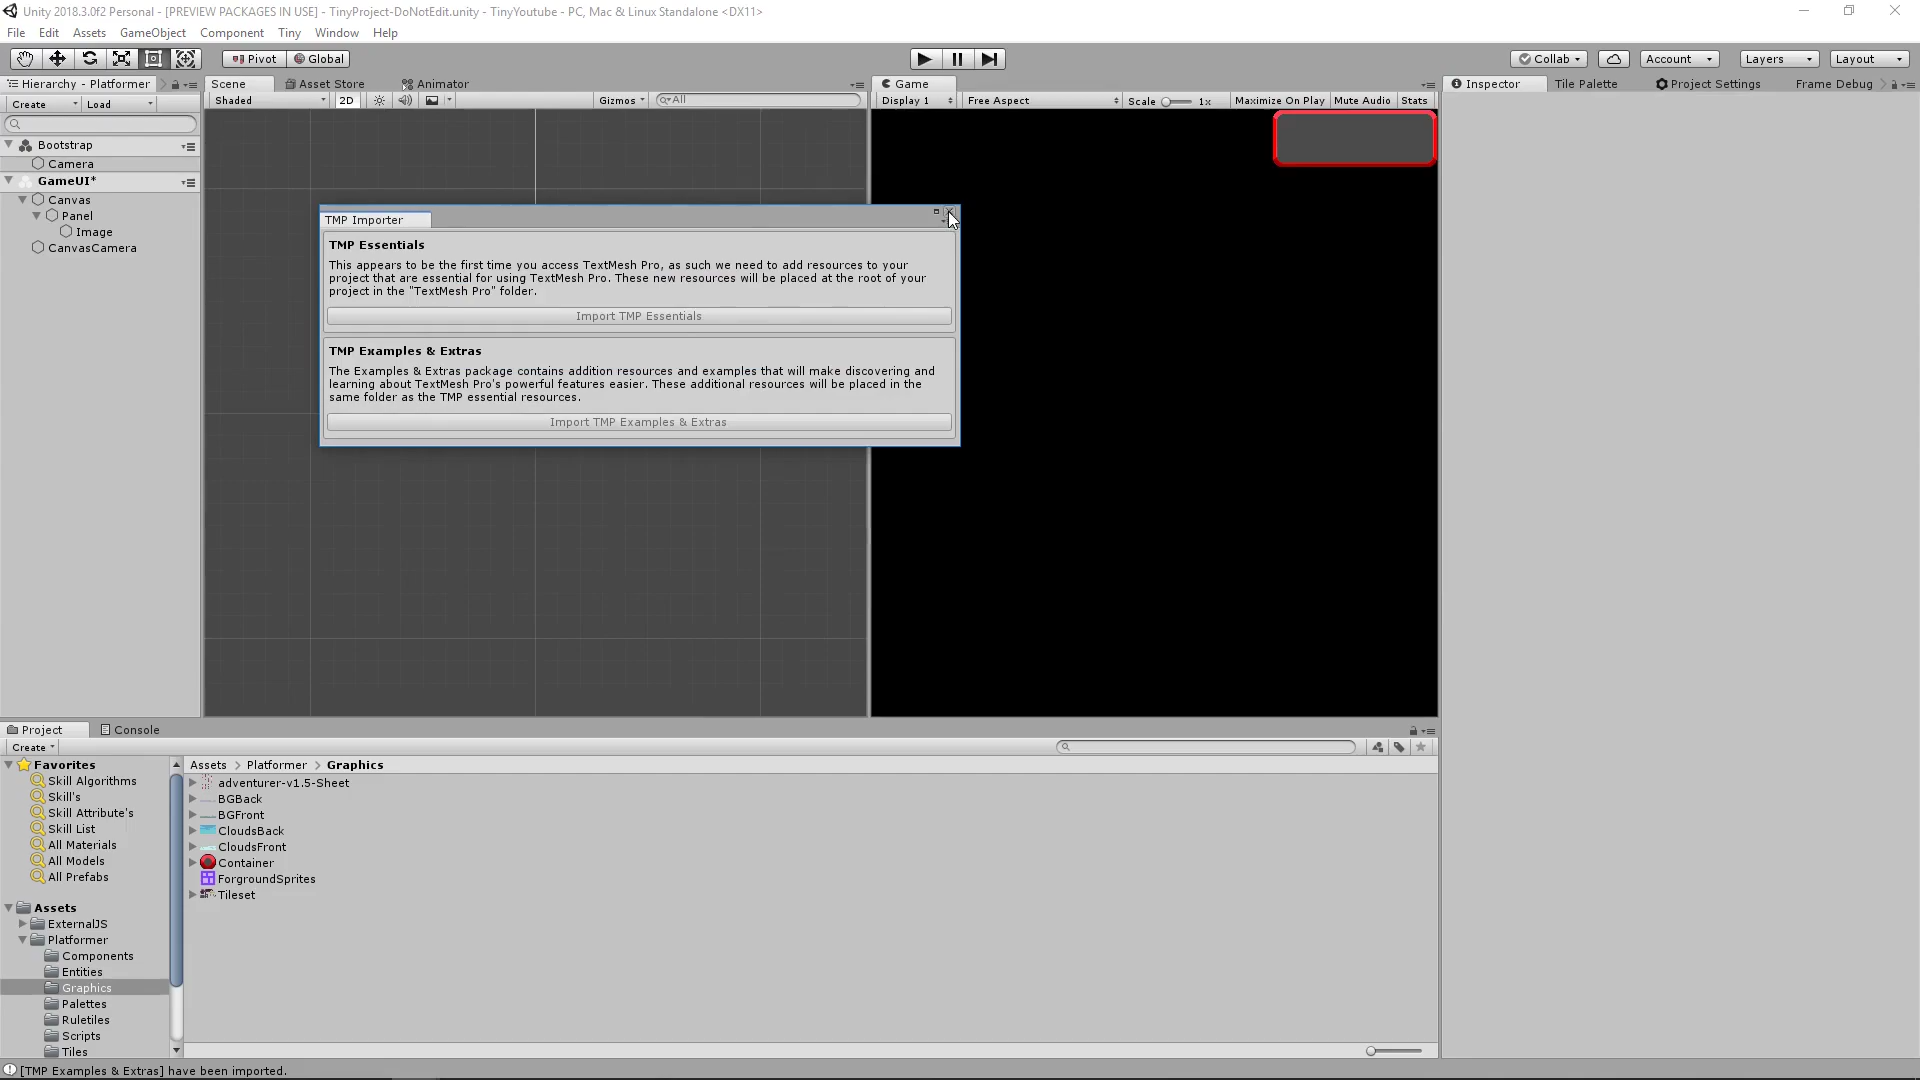 Unity 2018.3.0f2 Personal - [PREVIEW PACKAGES IN USE] - TinyProject-DoNotEdit.unity - TinyYoutube - PC, Mac & Linux Standalone <DX11>
File Edit Assets GameObject Component Tiny Window Help
Pivot Global Collab Account Layers Layout
Hierarchy - Platformer Scene Asset Store Animator Game Inspector Tile Palette Project Settings Frame Debug
Create Load Shaded 2D Gizmos All Display 1 Free Aspect Scale 1x Maximize On Play Mute Audio Stats
Bootstrap
Camera
GameUI*
Canvas
Panel
Image
CanvasCamera
TMP Importer
TMP Essentials
This appears to be the first time you access TextMesh Pro, as such we need to add resources to your
project that are essential for using TextMesh Pro. These new resources will be placed at the root of your
project in the "TextMesh Pro" folder.
Import TMP Essentials
TMP Examples & Extras
The Examples & Extras package contains addition resources and examples that will make discovering and
learning about TextMesh Pro's powerful features easier. These additional resources will be placed in the
same folder as the TMP essential resources.
Import TMP Examples & Extras
Project Console
Create
Favorites
Skill Algorithms
Skill's
Skill Attribute's
Skill List
All Materials
All Models
All Prefabs
Assets
ExternalJS
Platformer
Components
Entities
Graphics
Palettes
Ruletiles
Scripts
Tiles
Assets > Platformer > Graphics
adventurer-v1.5-Sheet
BGBack
BGFront
CloudsBack
CloudsFront
Container
ForgroundSprites
Tileset
[TMP Examples & Extras] have been imported.